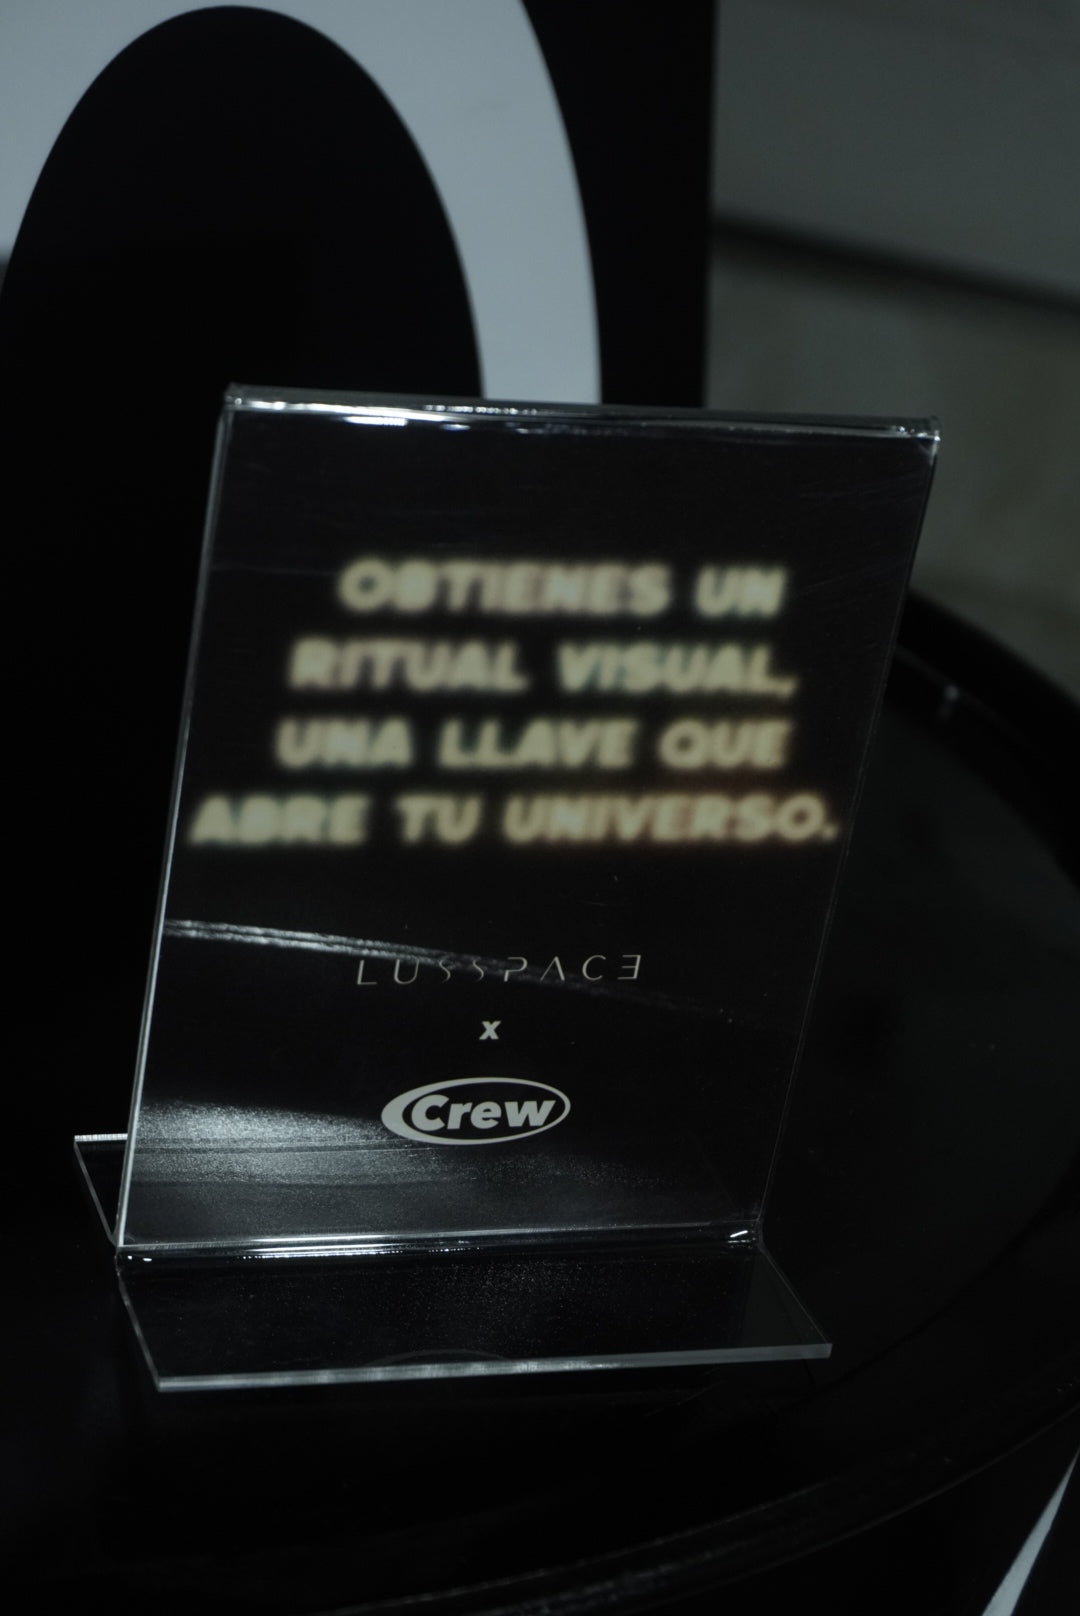 OBTIENES UN
RITUAL VISUAL,
UNA LLAVE QUE
ABRE TU UNIVERSO.
LUSSPACE
x
Crew